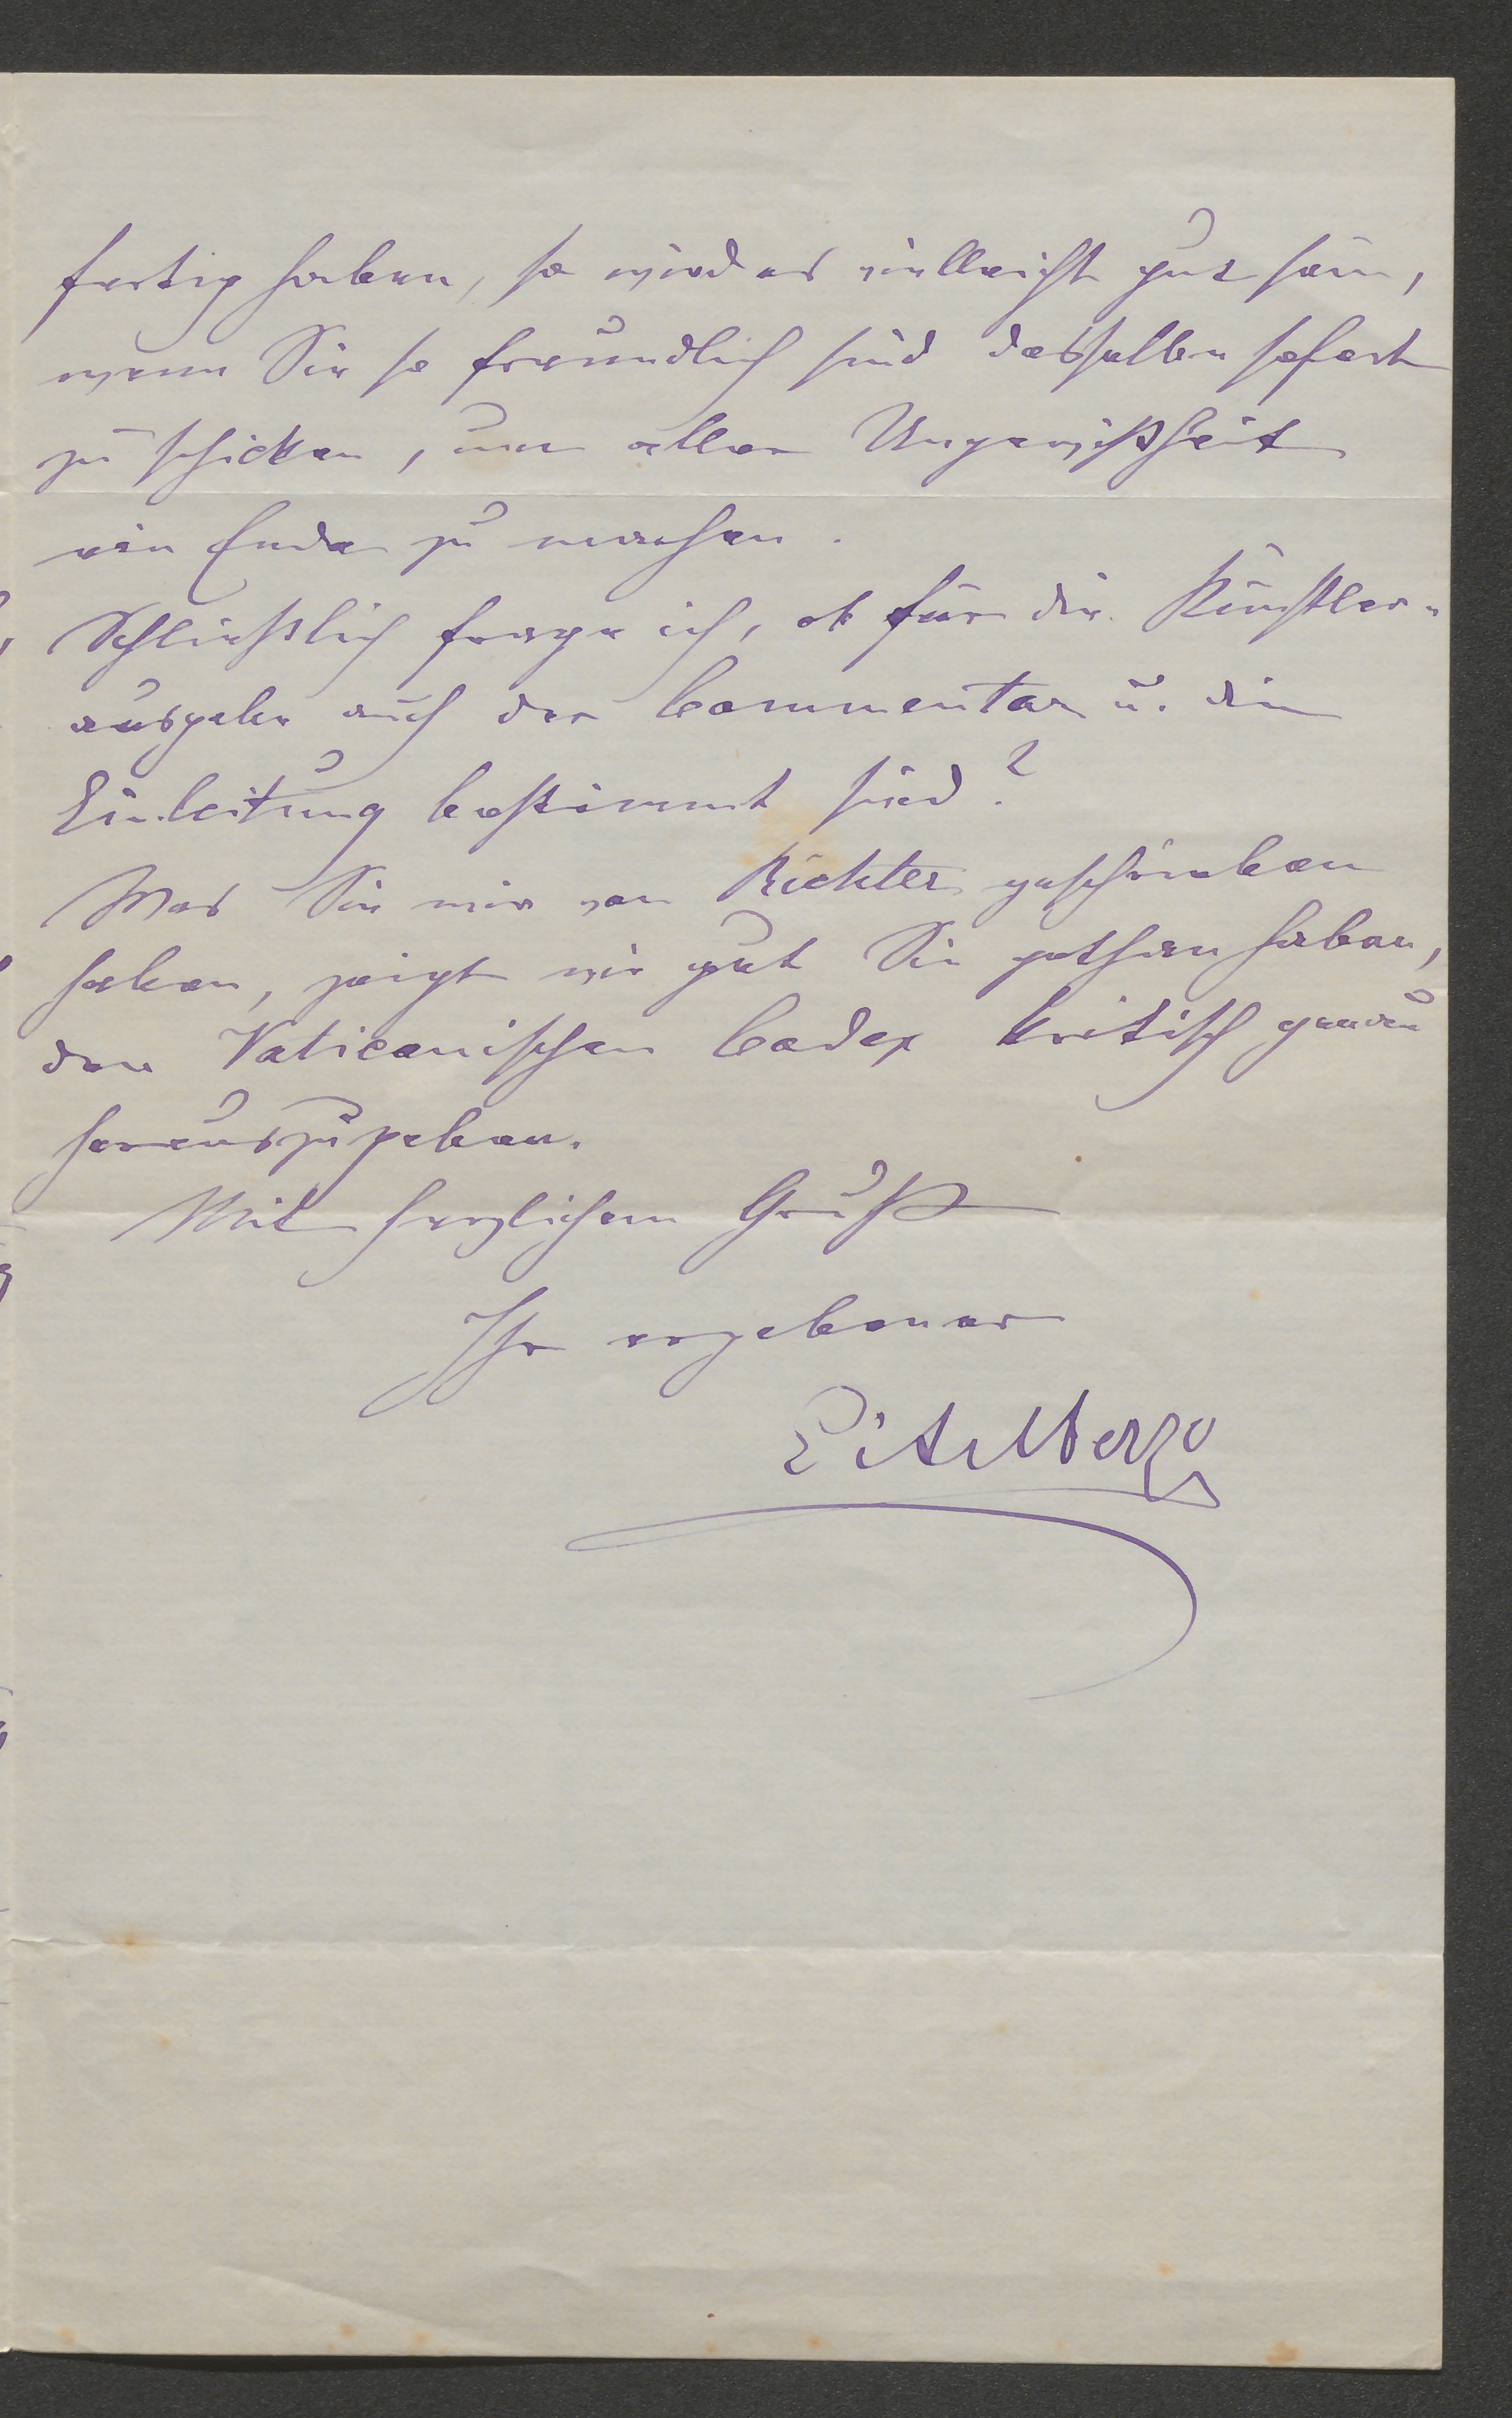 fertig haben, so wird es vielleicht gut sein,
wenn Sie so freundlich sind dasselbe sofort
zu schicken, um aller Ungewißheit
ein Ende zu machen.
Schließlich frage ich, ob für die Künstler-
ausgabe auch der Commentar u. die
Einleitung bestimmt sind?
Was Sie mir von Richter geschrieben
haben, zeigt wie gut Sie gethan haben,
den Vaticanischen Codex kritisch genau
herauszugeben.
Mit herzlichem Gruß
Ihr ergebener
Eitelberger